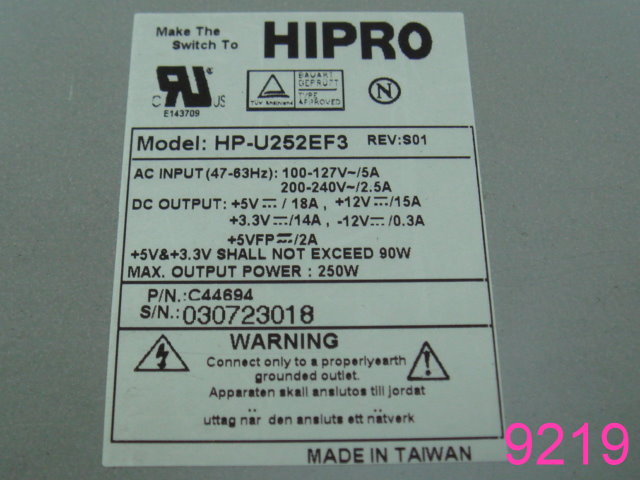 Make The
Switch To
HIPRO
c RU US
E143709
TÜV Rheinland
BAUART
GEPRÜFT
TYPE
APPROVED
N
Model: HP-U252EF3 REV:S01
AC INPUT(47-63Hz): 100-127V~/5A
200-240V~/2.5A
DC OUTPUT: +5V⎓/ 18A , +12V⎓/15A
+3.3V⎓/14A , -12V⎓/0.3A
+5VFP⎓/2A
+5V&+3.3V SHALL NOT EXCEED 90W
MAX. OUTPUT POWER : 250W
P/N.:C44694
S/N.:030723018
WARNING
Connect only to a properlyearth
grounded outlet.
Apparaten skall anslutos till jordat
uttag när den ansluts ett nätverk
MADE IN TAIWAN
9219